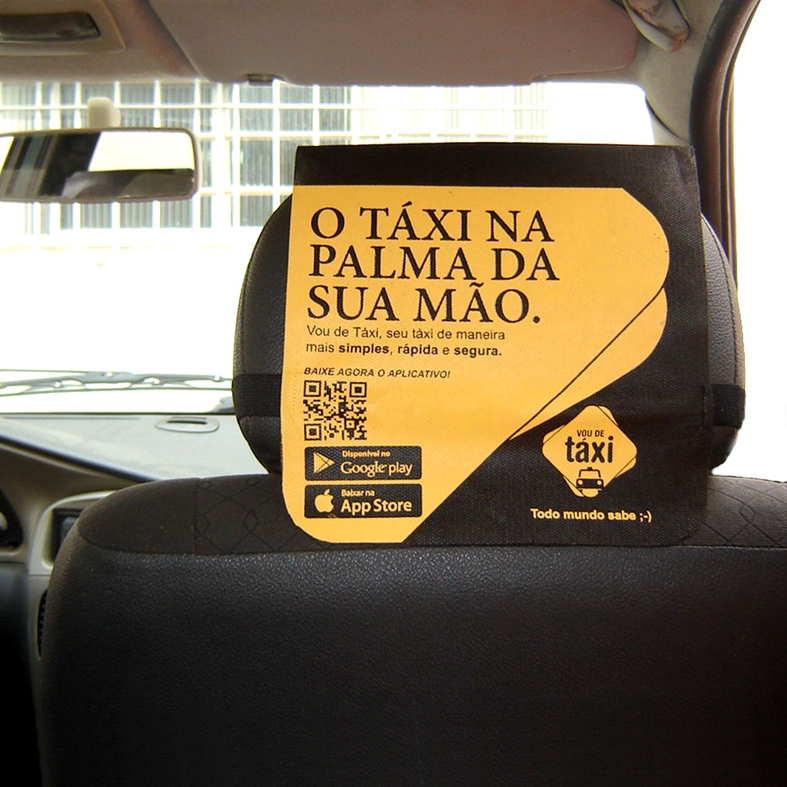 O TÁXI NA
PALMA DA
SUA MÃO.
Vou de Táxi, seu táxi de maneira
mais simples, rápida e segura.
BAIXE AGORA O APLICATIVO!
Disponível no
Google play
Baixar na
App Store
VOU DE
táxi
Todo mundo sabe ;-)